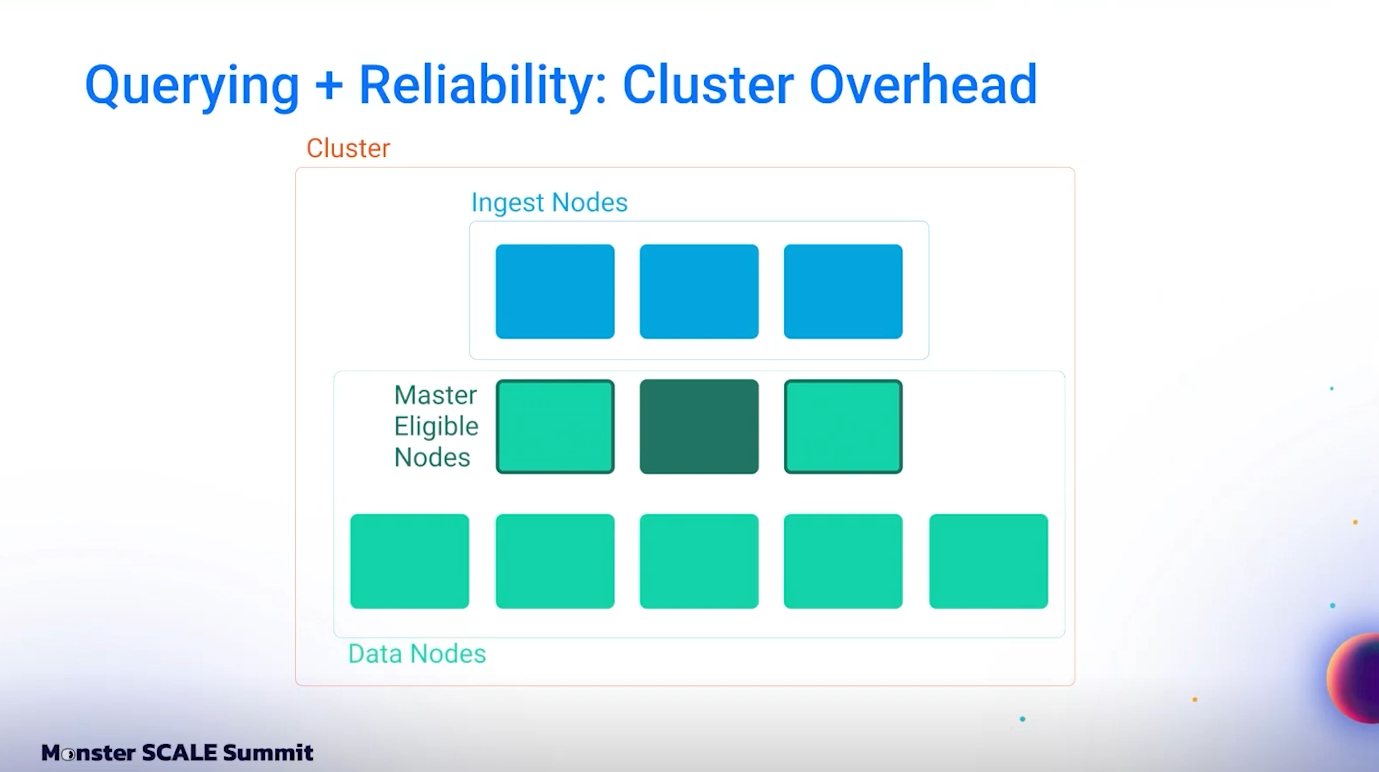 Querying + Reliability: Cluster Overhead
Cluster
Ingest Nodes
Master
Eligible
Nodes
Data Nodes
Monster SCALE Summit